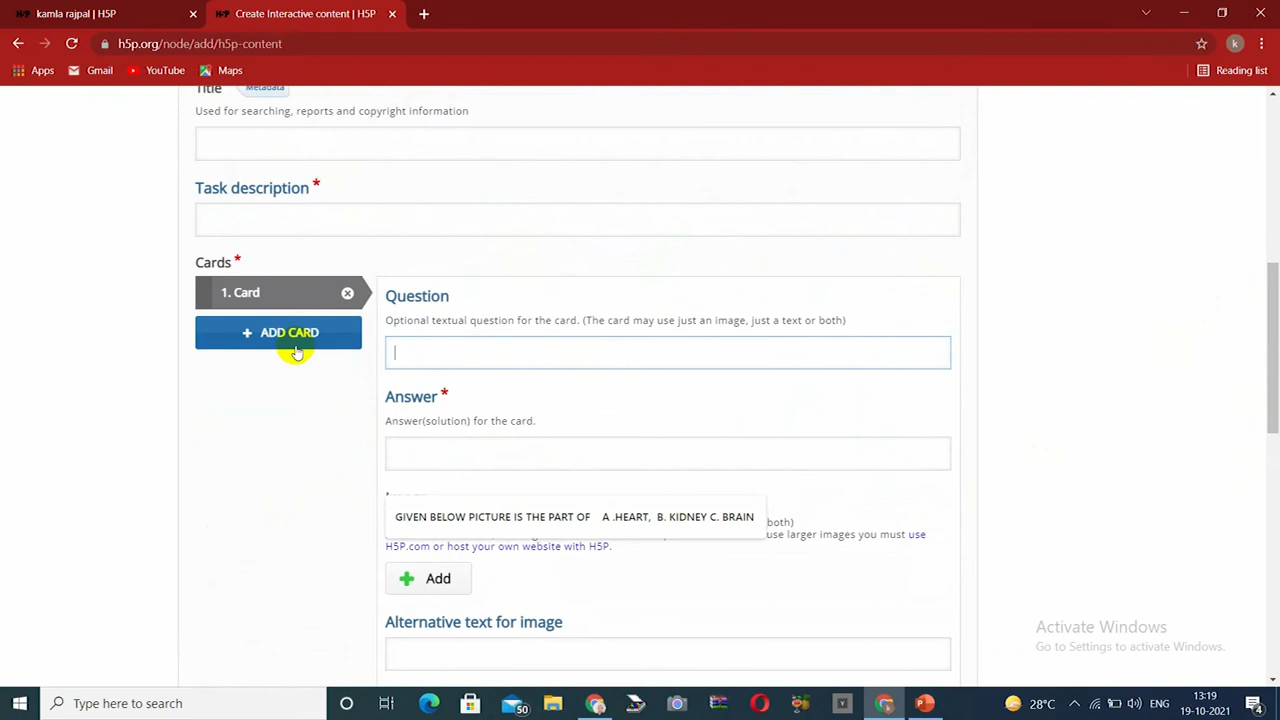 H5P kamla rajpal | H5P
H5P Create Interactive content | H5P
h5p.org/node/add/h5p-content
k
Apps Gmail YouTube Maps Reading list
Title Metadata
Used for searching, reports and copyright information
Task description *
Cards *
1. Card
+ ADD CARD
Question
Optional textual question for the card. (The card may use just an image, just a text or both)
Answer *
Answer(solution) for the card.
GIVEN BELOW PICTURE IS THE PART OF A .HEART, B. KIDNEY C. BRAIN
both)
use larger images you must use
H5P.com or host your own website with H5P.
Add
Alternative text for image
Activate Windows
Go to Settings to activate Windows.
Type here to search
50
28°C
ENG
13:19
19-10-2021
4